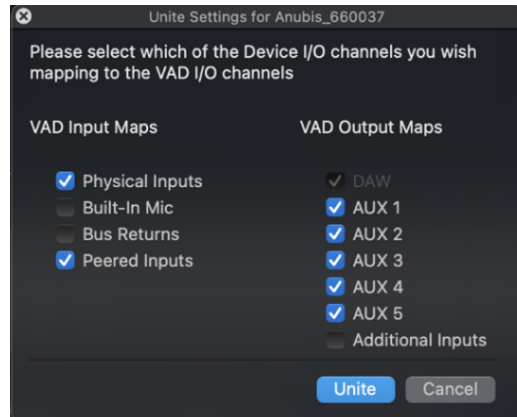 Unite Settings for Anubis_660037
Please select which of the Device I/O channels you wish
mapping to the VAD I/O channels
VAD Input Maps
Physical Inputs
Built-In Mic
Bus Returns
Peered Inputs
VAD Output Maps
DAW
AUX 1
AUX 2
AUX 3
AUX 4
AUX 5
Additional Inputs
Unite
Cancel